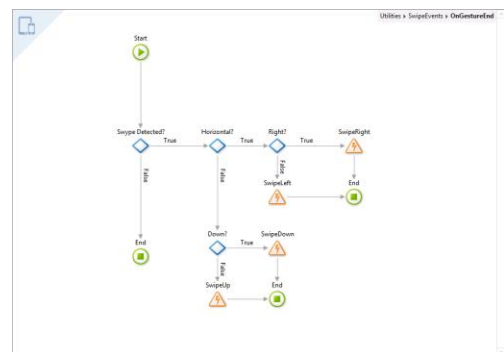 Utilities ▸ SwipeEvents ▸ OnGestureEnd
Start
Swype Detected?
True
Horizontal?
True
Right?
True
SwipeRight
False
False
False
SwipeLeft
End
End
Down?
True
SwipeDown
False
SwipeUp
End